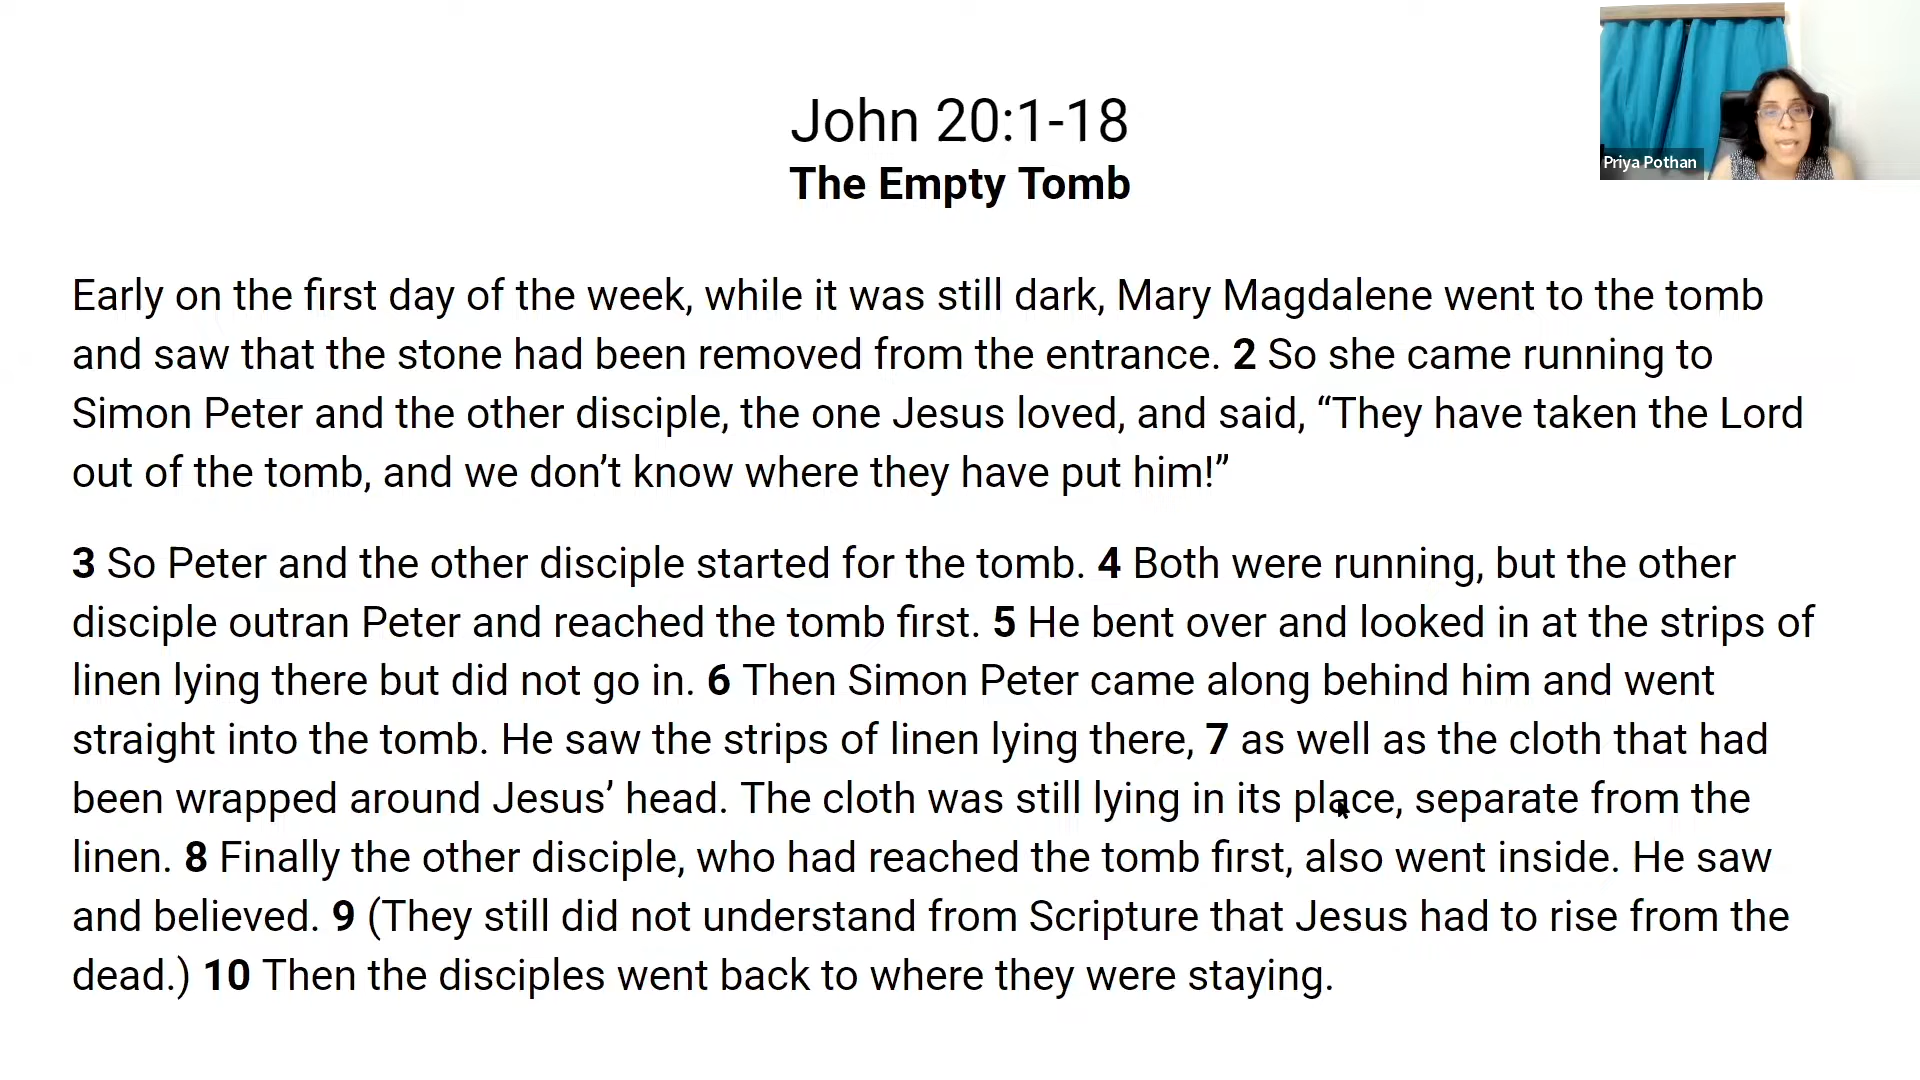 John 20:1-18
The Empty Tomb
Priya Pothan
Early on the first day of the week, while it was still dark, Mary Magdalene went to the tomb
and saw that the stone had been removed from the entrance. 2 So she came running to
Simon Peter and the other disciple, the one Jesus loved, and said, “They have taken the Lord
out of the tomb, and we don’t know where they have put him!”
3 So Peter and the other disciple started for the tomb. 4 Both were running, but the other
disciple outran Peter and reached the tomb first. 5 He bent over and looked in at the strips of
linen lying there but did not go in. 6 Then Simon Peter came along behind him and went
straight into the tomb. He saw the strips of linen lying there, 7 as well as the cloth that had
been wrapped around Jesus’ head. The cloth was still lying in its place, separate from the
linen. 8 Finally the other disciple, who had reached the tomb first, also went inside. He saw
and believed. 9 (They still did not understand from Scripture that Jesus had to rise from the
dead.) 10 Then the disciples went back to where they were staying.